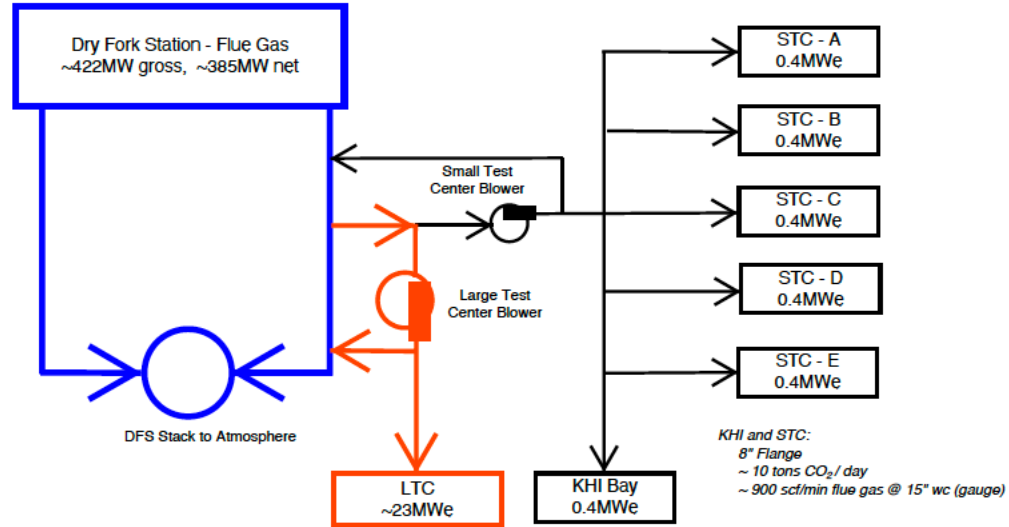 Dry Fork Station - Flue Gas
~422MW gross, ~385MW net
STC - A
0.4MWe
STC - B
0.4MWe
Small Test
Center Blower
STC - C
0.4MWe
Large Test
Center Blower
STC - D
0.4MWe
STC - E
0.4MWe
DFS Stack to Atmosphere
LTC
~23MWe
KHI Bay
0.4MWe
KHI and STC:
8" Flange
~ 10 tons CO₂ / day
~ 900 scf/min flue gas @ 15" wc (gauge)